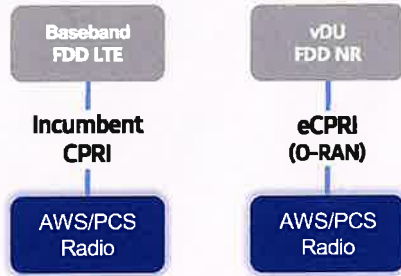 Baseband
FDD LTE
Incumbent
CPRI
AWS/PCS
Radio
vDU
FDD NR
eCPRI
(O-RAN)
AWS/PCS
Radio